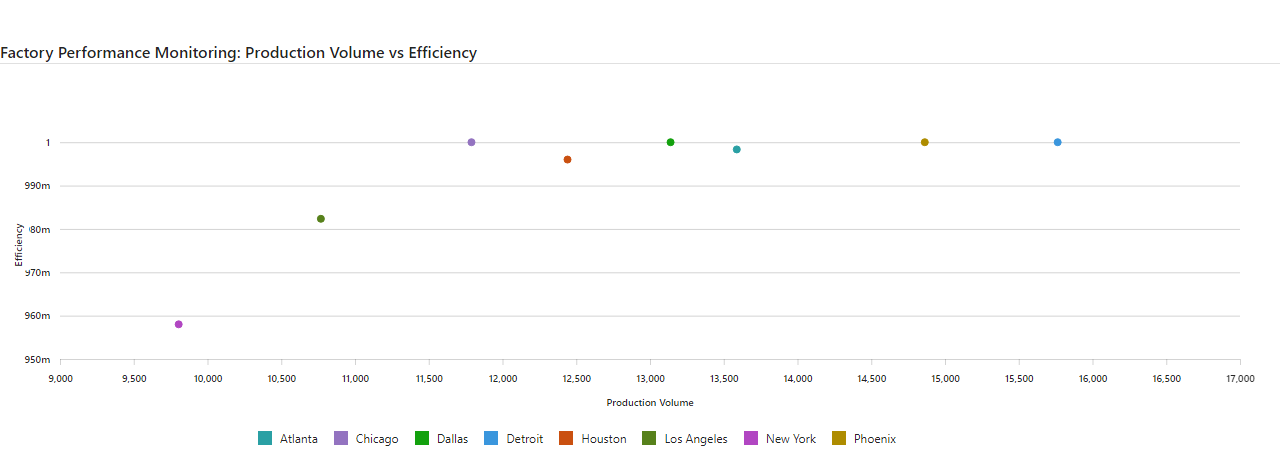 Factory Performance Monitoring: Production Volume vs Efficiency
1
990m
970m
960m
950m
Efficiency
9,000 9,500 10,000 10,500 11,000 11,500 12,000 12,500 13,000 13,500 14,000 14,500 15,000 15,500 16,000 16,500 17,000
Production Volume
Atlanta Chicago Dallas Detroit Houston Los Angeles New York Phoenix